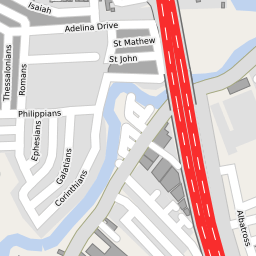 Isaiah
Adelina Drive
St Mathew
St John
Thessalonians
Romans
Philippians
Ephesians
Galatians
Corinthians
Albatross